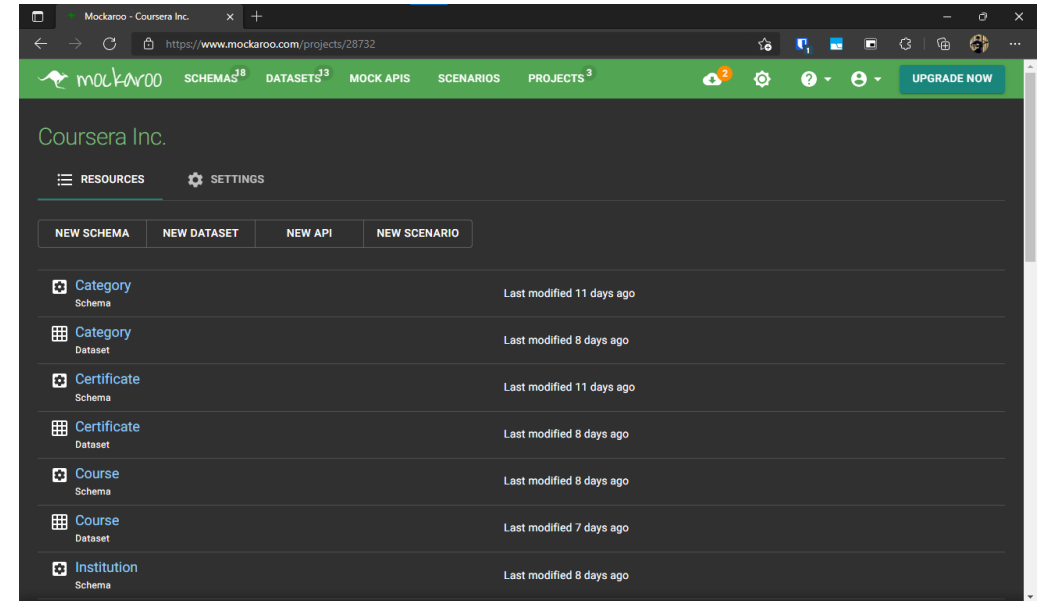 Mockaroo - Coursera Inc.
https://www.mockaroo.com/projects/28732
1
mockaroo SCHEMAS 18 DATASETS 13 MOCK APIS SCENARIOS PROJECTS 3 2 UPGRADE NOW
Coursera Inc.
RESOURCES SETTINGS
NEW SCHEMA NEW DATASET NEW API NEW SCENARIO
Category
Schema
Last modified 11 days ago
Category
Dataset
Last modified 8 days ago
Certificate
Schema
Last modified 11 days ago
Certificate
Dataset
Last modified 8 days ago
Course
Schema
Last modified 8 days ago
Course
Dataset
Last modified 7 days ago
Institution
Schema
Last modified 8 days ago